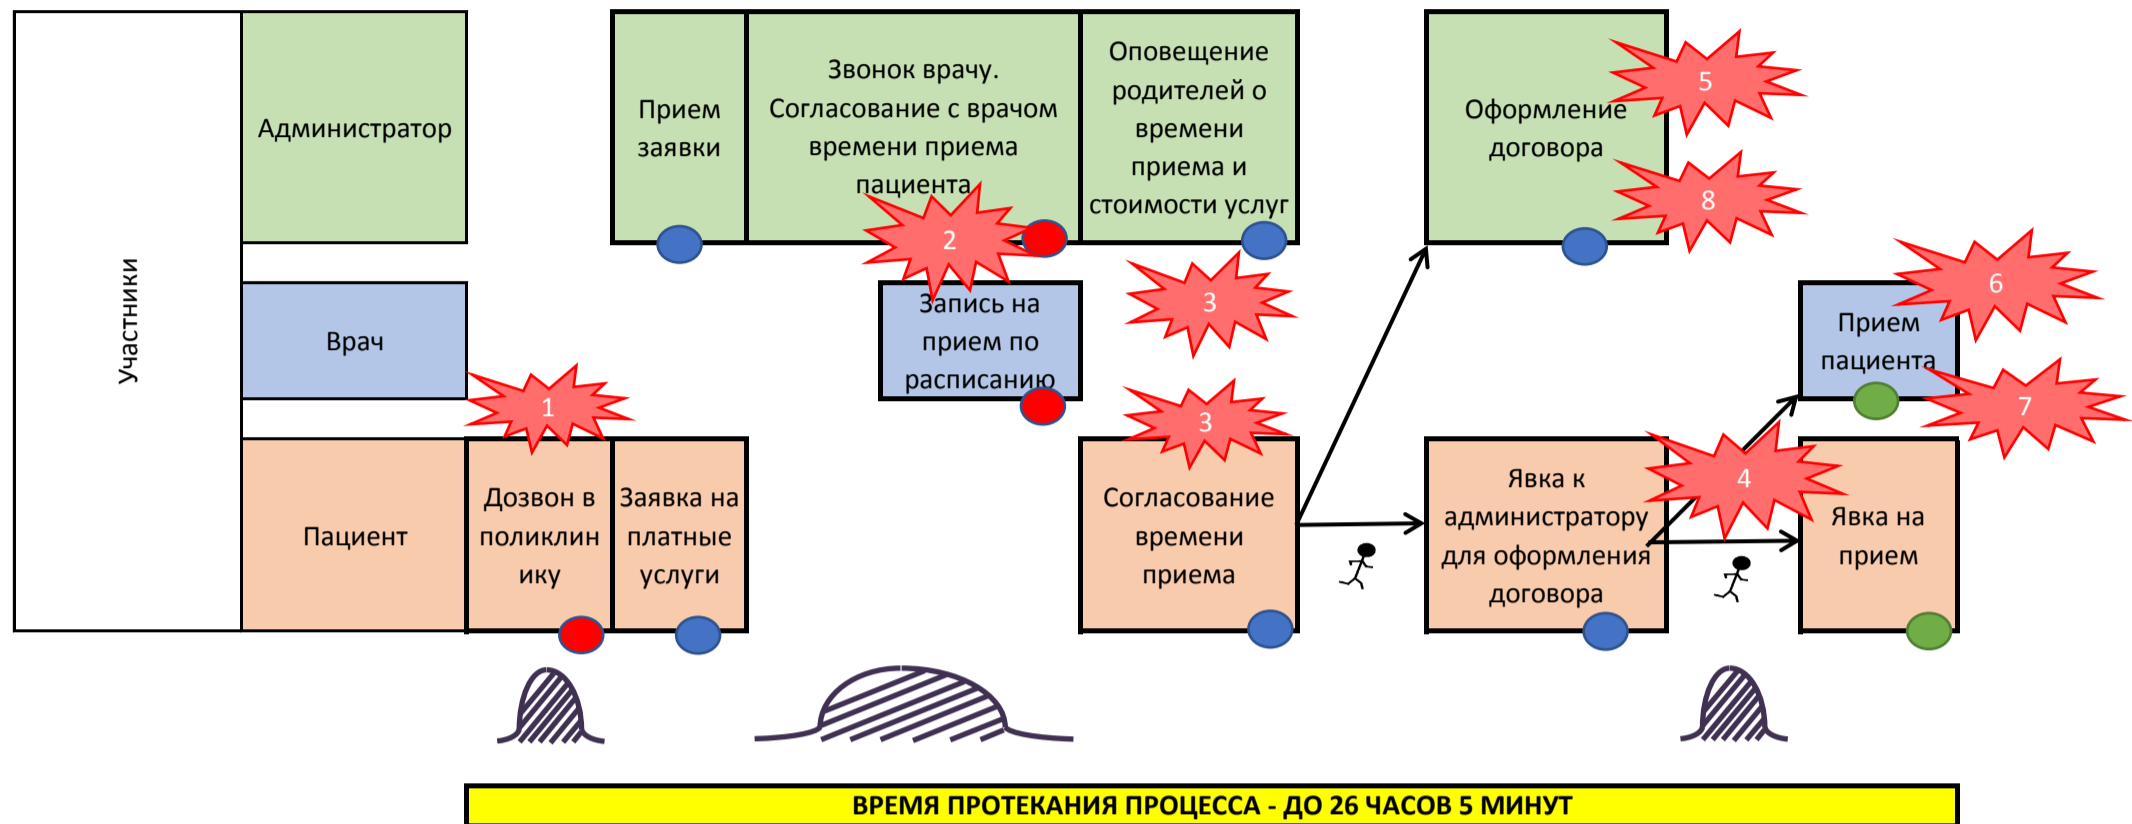 Участники
Администратор
Прием
заявки
Звонок врачу.
Согласование с врачом
времени приема
пациента
Оповещение
родителей о
времени
приема и
стоимости услуг
Оформление
договора
5
8
2
Врач
Запись на
прием по
расписанию
3
Прием
пациента
6
7
1
3
4
Пациент
Дозвон в
поликлин
ику
Заявка на
платные
услуги
Согласование
времени
приема
Явка к
администратору
для оформления
договора
Явка на
прием
ВРЕМЯ ПРОТЕКАНИЯ ПРОЦЕССА - ДО 26 ЧАСОВ 5 МИНУТ